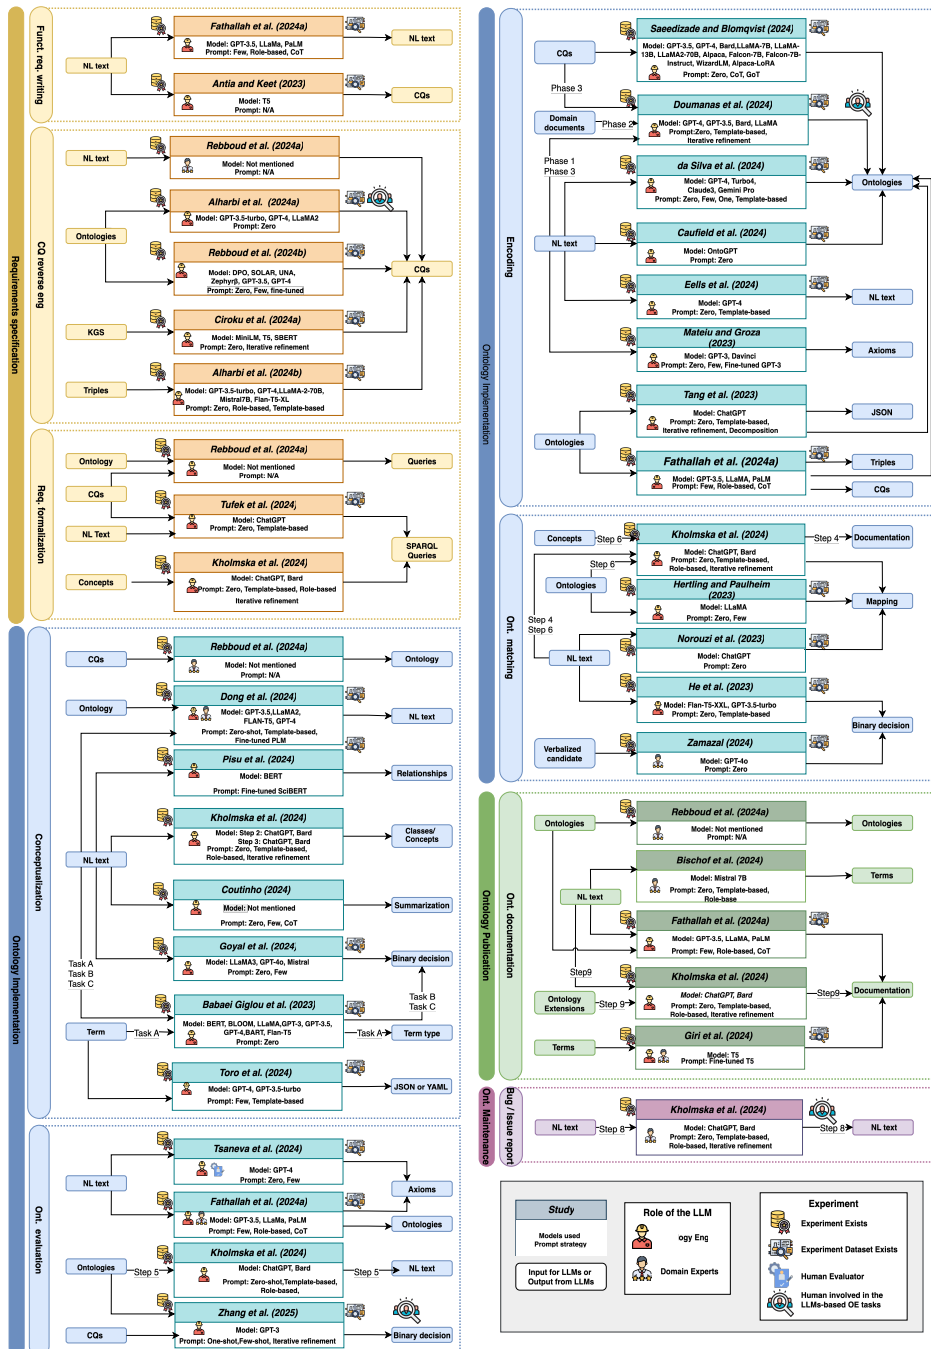 Requirements specification
Funct. req. writing
NL text
Fathallah et al. (2024a)
Model: GPT-3.5, LLaMa, PaLM
Prompt: Few, Role-based, CoT
NL text
Antia and Keet (2023)
Model: T5
Prompt: N/A
CQs
CQ reverse eng
NL text
Rebboud et al. (2024a)
Model: Not mentioned
Prompt: N/A
Ontologies
Alharbi et al. (2024a)
Model: GPT-3.5-turbo, GPT-4, LLaMA2
Prompt: Zero
Rebboud et al. (2024b)
Model: DPO, SOLAR, UNA,
Zephyrβ, GPT-3.5, GPT-4
Prompt: Zero, Few, fine-tuned
CQs
KGS
Ciroku et al. (2024a)
Model: MiniLM, T5, SBERT
Prompt: Zero, Iterative refinement
Triples
Alharbi et al. (2024b)
Model: GPT-3.5-turbo, GPT-4,LLaMA-2-70B,
Mistral7B, Flan-T5-XL
Prompt: Zero, Role-based, Template-based
Req. formalization
Ontology
Rebboud et al. (2024a)
Model: Not mentioned
Prompt: N/A
Queries
CQs
NL Text
Tufek et al. (2024)
Model: ChatGPT
Prompt: Zero, Template-based
SPARQL
Queries
Concepts
Kholmska et al. (2024)
Model: ChatGPT, Bard
Prompt: Zero, Template-based, Role-based
Iterative refinement
Ontology Implementation
Conceptualization
CQs
Rebboud et al. (2024a)
Model: Not mentioned
Prompt: N/A
Ontology
Ontology
Dong et al. (2024)
Model: GPT-3.5,LLaMA2,
FLAN-T5, GPT-4
Prompt: Zero-shot, Template-based,
Fine-tuned PLM
NL text
Pisu et al. (2024)
Model: BERT
Prompt: Fine-tuned SciBERT
Relationships
NL text
Kholmska et al. (2024)
Model: Step 2: ChatGPT, Bard
Step 3: ChatGPT, Bard
Prompt: Zero, Template-based,
Role-based, Iterative refinement
Classes/
Concepts
Coutinho (2024)
Model: Not mentioned
Prompt: Zero, Few, CoT
Summarization
Goyal et al. (2024)
Model: LLaMA3, GPT-4o, Mistral
Prompt: Zero, Few
Binary decision
Task A
Task B
Task C
Task B
Task C
Term
Task A
Babaei Giglou et al. (2023)
Model: BERT, BLOOM, LLaMA,GPT-3, GPT-3.5,
GPT-4,BART, Flan-T5
Prompt: Zero
Task A
Term type
Toro et al. (2024)
Model: GPT-4, GPT-3.5-turbo
Prompt: Few, Template-based
JSON or YAML
Ont. evaluation
NL text
Tsaneva et al. (2024)
Model: GPT-4
Prompt: Zero, Few
Axioms
Fathallah et al. (2024a)
Model: GPT-3.5, LLaMa, PaLM
Prompt: Few, Role-based, CoT
Ontologies
Ontologies
Step 5
Kholmska et al. (2024)
Model: ChatGPT, Bard
Prompt: Zero-shot,Template-based,
Role-based,
Step 5
NL text
CQs
Zhang et al. (2025)
Model: GPT-3
Prompt: One-shot,Few-shot, Iterative refinement
Binary decision
Ontology Implementation
Encoding
CQs
Saeedizade and Blomqvist (2024)
Model: GPT-3.5, GPT-4, Bard,LLaMA-7B, LLaMA-
13B, LLaMA2-70B, Alpaca, Falcon-7B, Falcon-7B-
Instruct, WizardLM, Alpaca-LoRA
Prompt: Zero, CoT, GoT
Phase 3
Domain
documents
Phase 2
Doumanas et al. (2024)
Model: GPT-4, GPT-3.5, Bard, LLaMA
Prompt:Zero, Template-based,
Iterative refinement
Phase 1
Phase 3
da Silva et al. (2024)
Model: GPT-4, Turbo4,
Claude3, Gemini Pro
Prompt: Zero, Few, One, Template-based
Ontologies
NL text
Caufield et al. (2024)
Model: OntoGPT
Prompt: Zero
Eells et al. (2024)
Model: GPT-4
Prompt: Zero, Template-based
NL text
Mateiu and Groza
(2023)
Model: GPT-3, Davinci
Prompt: Zero, Few, Fine-tuned GPT-3
Axioms
Tang et al. (2023)
Model: ChatGPT
Prompt: Zero, Template-based,
Iterative refinement, Decomposition
JSON
Ontologies
Fathallah et al. (2024a)
Model: GPT-3.5, LLaMA, PaLM
Prompt: Few, Role-based, CoT
Triples
CQs
Ont. matching
Concepts
Step 6
Kholmska et al. (2024)
Model: ChatGPT, Bard
Prompt: Zero,Template-based,
Role-based, Iterative refinement
Step 4
Documentation
Step 6
Ontologies
Hertling and Paulheim
(2023)
Model: LLaMA
Prompt: Zero, Few
Mapping
Step 4
Step 6
Norouzi et al. (2023)
Model: ChatGPT
Prompt: Zero
NL text
He et al. (2023)
Model: Flan-T5-XXL, GPT-3.5-turbo
Prompt: Zero, Template-based
Binary decision
Verbalized
candidate
Zamazal (2024)
Model: GPT-4o
Prompt: Zero
Ontology Publication
Ont. documentation
Ontologies
Rebboud et al. (2024a)
Model: Not mentioned
Prompt: N/A
Ontologies
Bischof et al. (2024)
Model: Mistral 7B
Prompt: Zero, Template-based,
Role-base
Terms
NL text
Fathallah et al. (2024a)
Model: GPT-3.5, LLaMA, PaLM
Prompt: Few, Role-based, CoT
Step9
Ontology
Extensions
Step 9
Kholmska et al. (2024)
Model: ChatGPT, Bard
Prompt: Zero, Template-based,
Role-based, Iterative refinement
Step9
Documentation
Terms
Giri et al. (2024)
Model: T5
Prompt: Fine-tuned T5
Ont. Maintenance
Bug / Issue report
NL text
Step 8
Kholmska et al. (2024)
Model: ChatGPT, Bard
Prompt: Zero, Template-based,
Role-based, Iterative refinement
Step 8
NL text
Study
Models used
Prompt strategy
Input for LLMs or
Output from LLMs
Role of the LLM
ogy Eng
Domain Experts
Experiment
Experiment Exists
Experiment Dataset Exists
Human Evaluator
Human involved in the
LLMs-based OE tasks